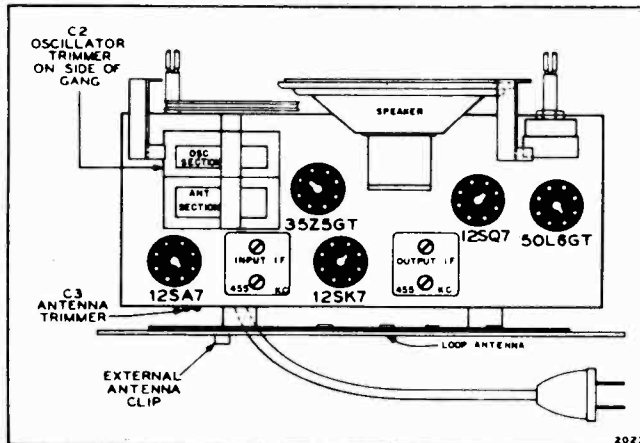 C2
OSCILLATOR
TRIMMER
ON SIDE OF
GANG
SPEAKER
OSC
SECTION
ANT
SECTION
35Z5GT
12SQ7
50L6GT
INPUT IF
455 KC
OUTPUT IF
455 KC
12SA7
12SK7
C3
ANTENNA
TRIMMER
LOOP ANTENNA
EXTERNAL
ANTENNA
CLIP